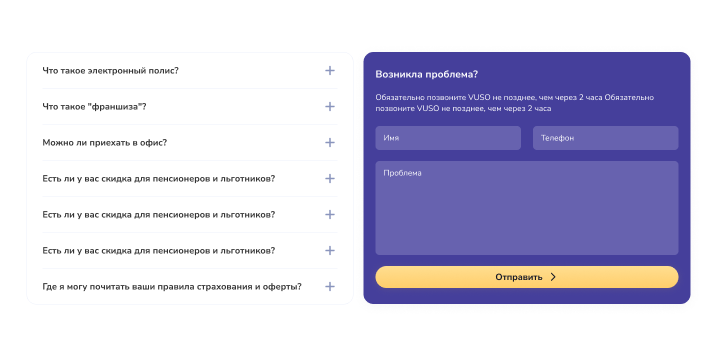 Что такое электронный полис?
Что такое "франшиза"?
Можно ли приехать в офис?
Есть ли у вас скидка для пенсионеров и льготников?
Есть ли у вас скидка для пенсионеров и льготников?
Есть ли у вас скидка для пенсионеров и льготников?
Где я могу почитать ваши правила страхования и оферты?
Возникла проблема?
Обязательно позвоните VUSO не позднее, чем через 2 часа Обязательно
позвоните VUSO не позднее, чем через 2 часа
Имя
Телефон
Проблема
Отправить